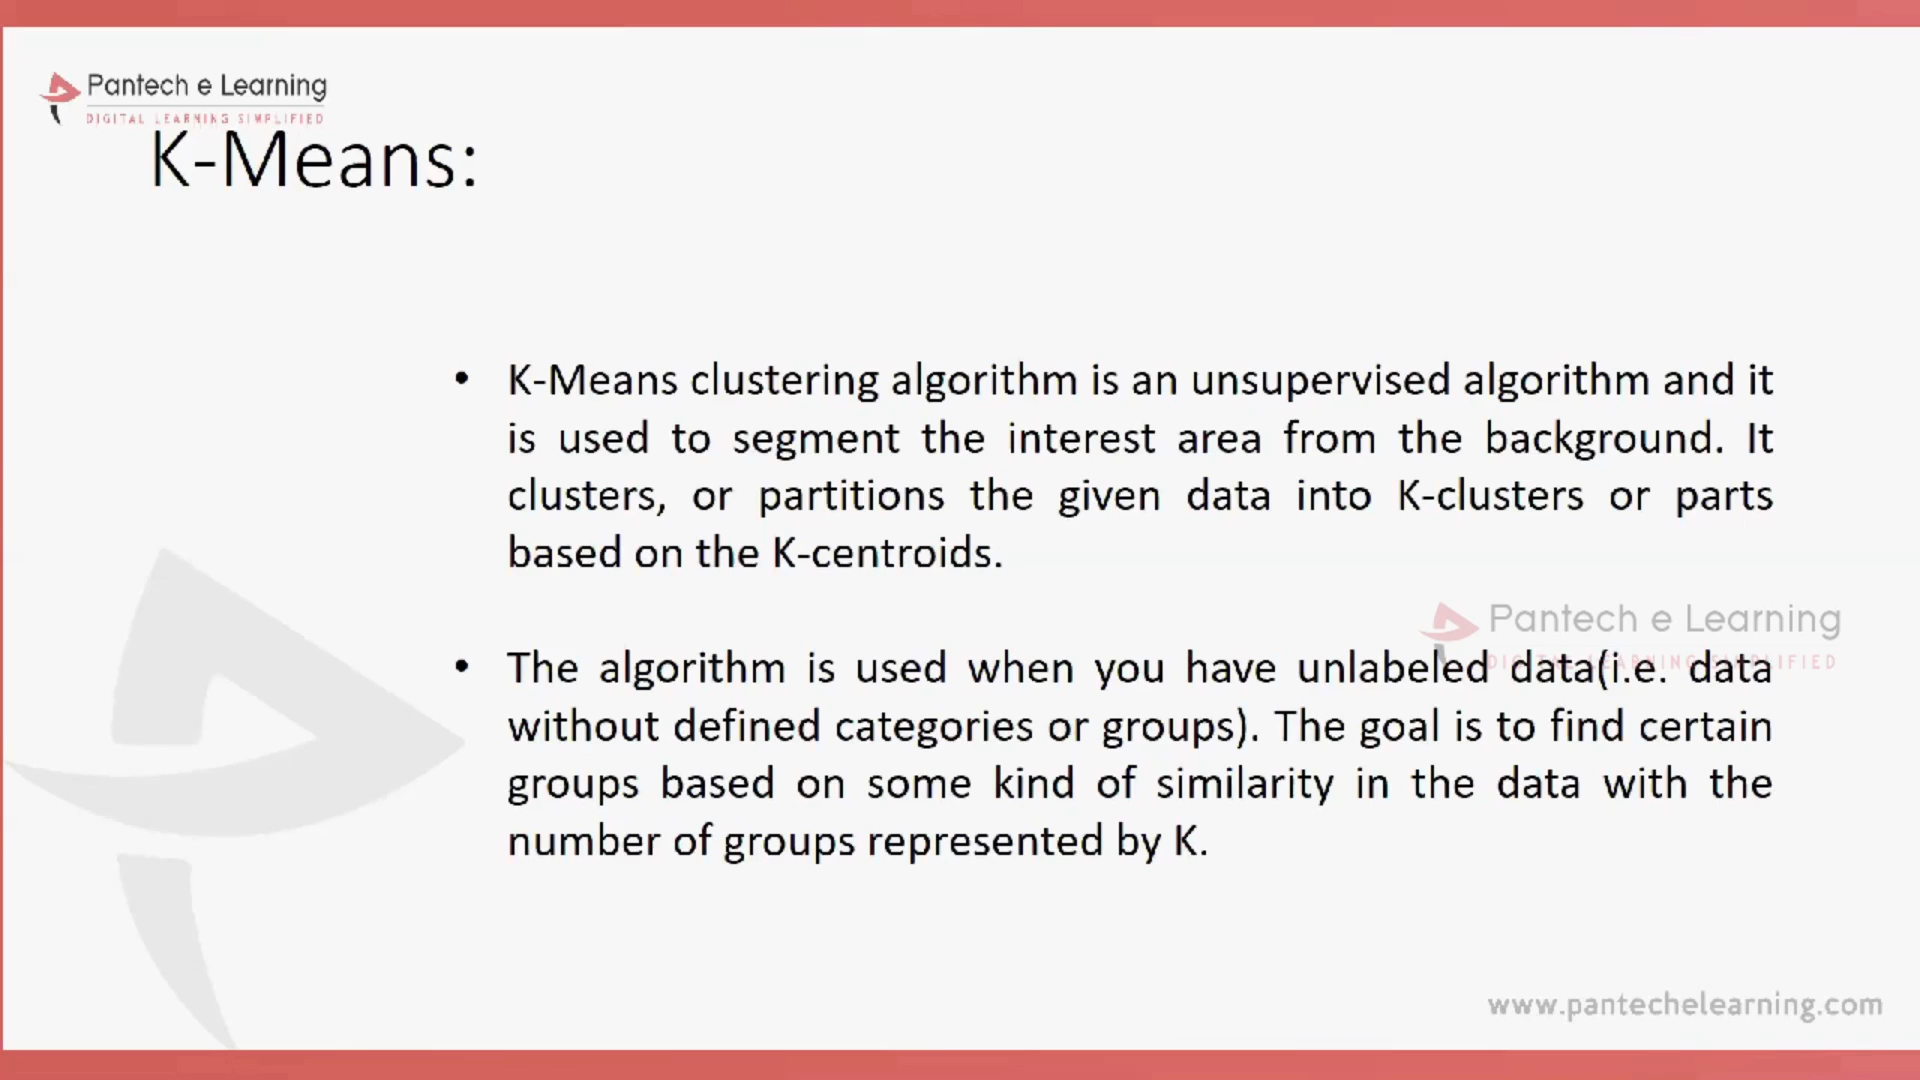 Pantech e Learning
DIGITAL LEARNING SIMPLIFIED
K-Means:
• K-Means clustering algorithm is an unsupervised algorithm and it
is used to segment the interest area from the background. It
clusters, or partitions the given data into K-clusters or parts
based on the K-centroids.
Pantech e Learning
DIGITAL LEARNING SIMPLIFIED
• The algorithm is used when you have unlabeled data(i.e. data
without defined categories or groups). The goal is to find certain
groups based on some kind of similarity in the data with the
number of groups represented by K.
www.pantechelearning.com